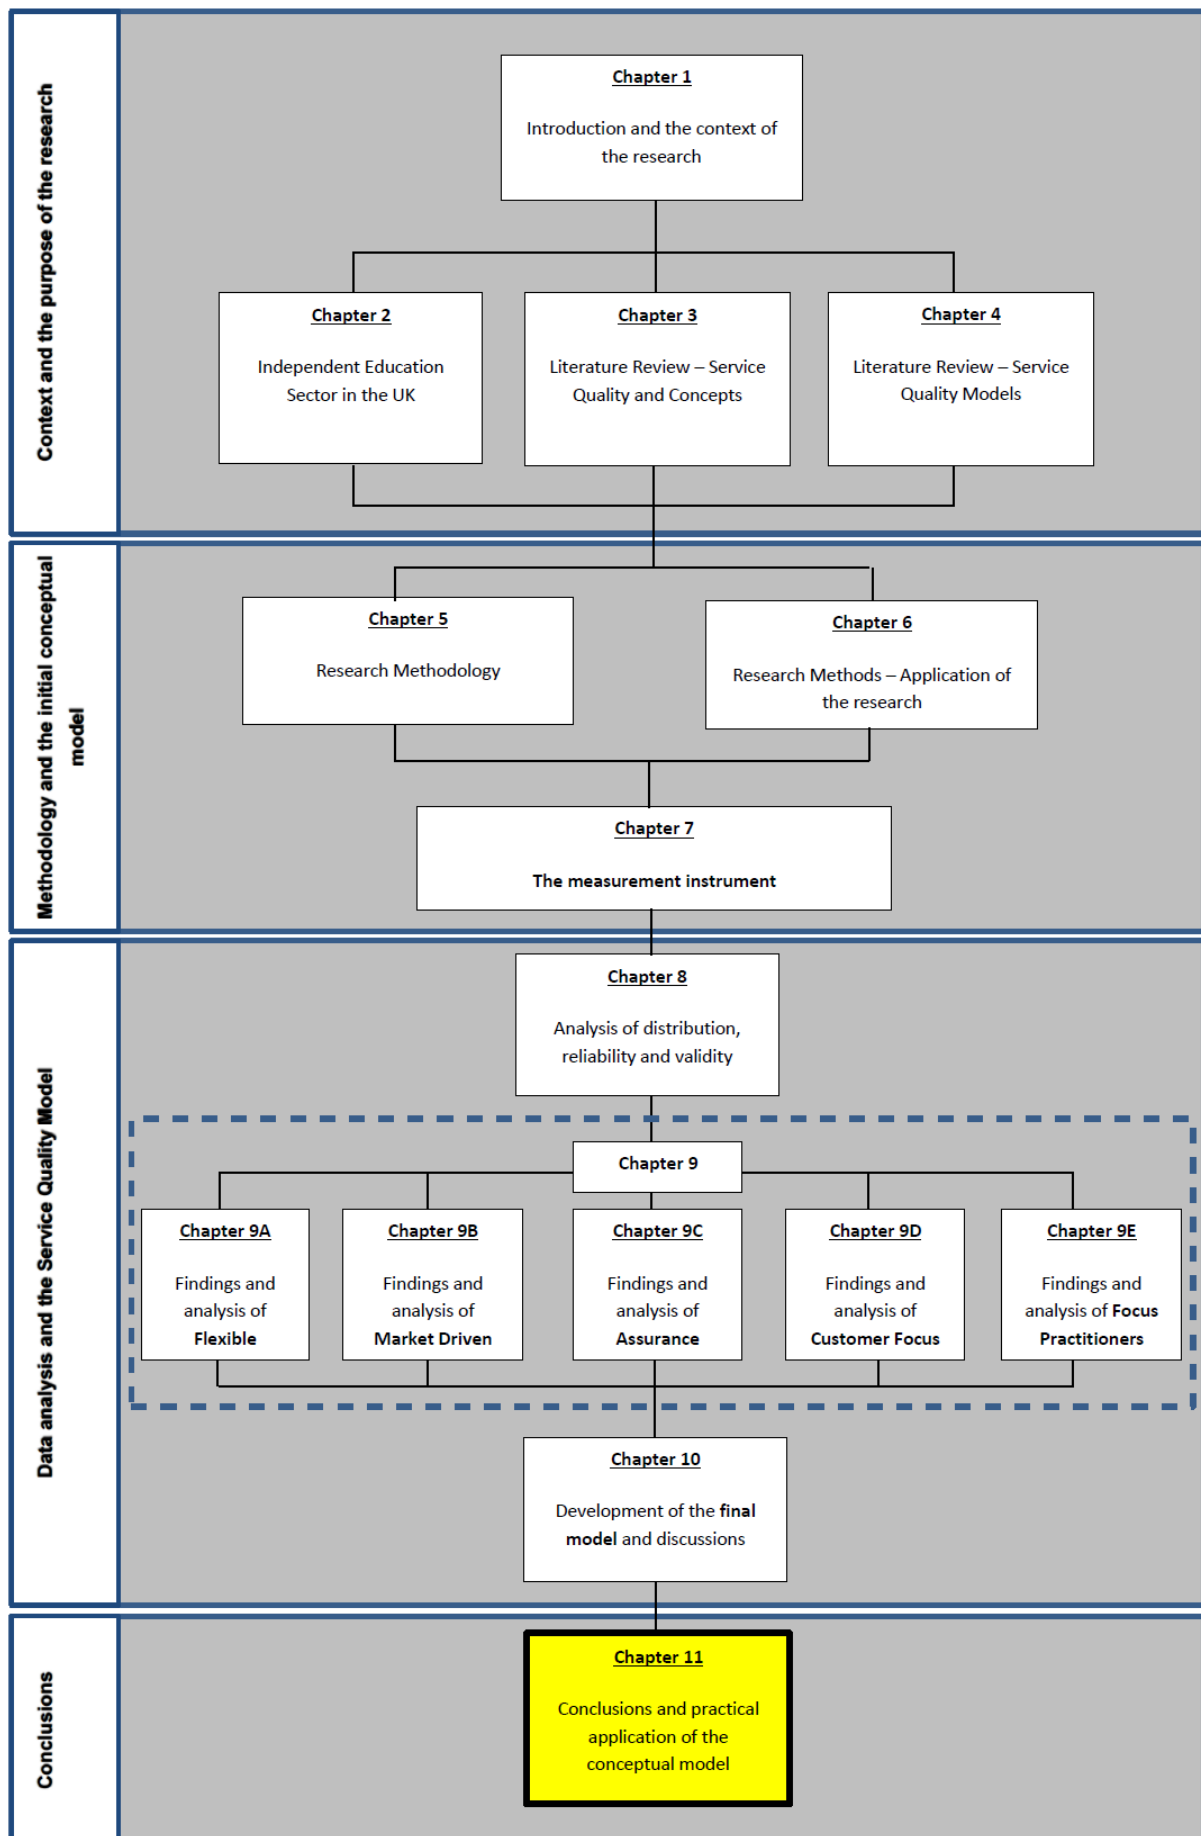 Context and the purpose of the research
Chapter 1
Introduction and the context of
the research
Chapter 2
Independent Education
Sector in the UK
Chapter 3
Literature Review – Service
Quality and Concepts
Chapter 4
Literature Review – Service
Quality Models
Methodology and the initial conceptual
model
Chapter 5
Research Methodology
Chapter 6
Research Methods – Application of
the research
Chapter 7
The measurement instrument
Data analysis and the Service Quality Model
Chapter 8
Analysis of distribution,
reliability and validity
Chapter 9
Chapter 9A
Findings and
analysis of
Flexible
Chapter 9B
Findings and
analysis of
Market Driven
Chapter 9C
Findings and
analysis of
Assurance
Chapter 9D
Findings and
analysis of
Customer Focus
Chapter 9E
Findings and
analysis of Focus
Practitioners
Chapter 10
Development of the final
model and discussions
Conclusions
Chapter 11
Conclusions and practical
application of the
conceptual model